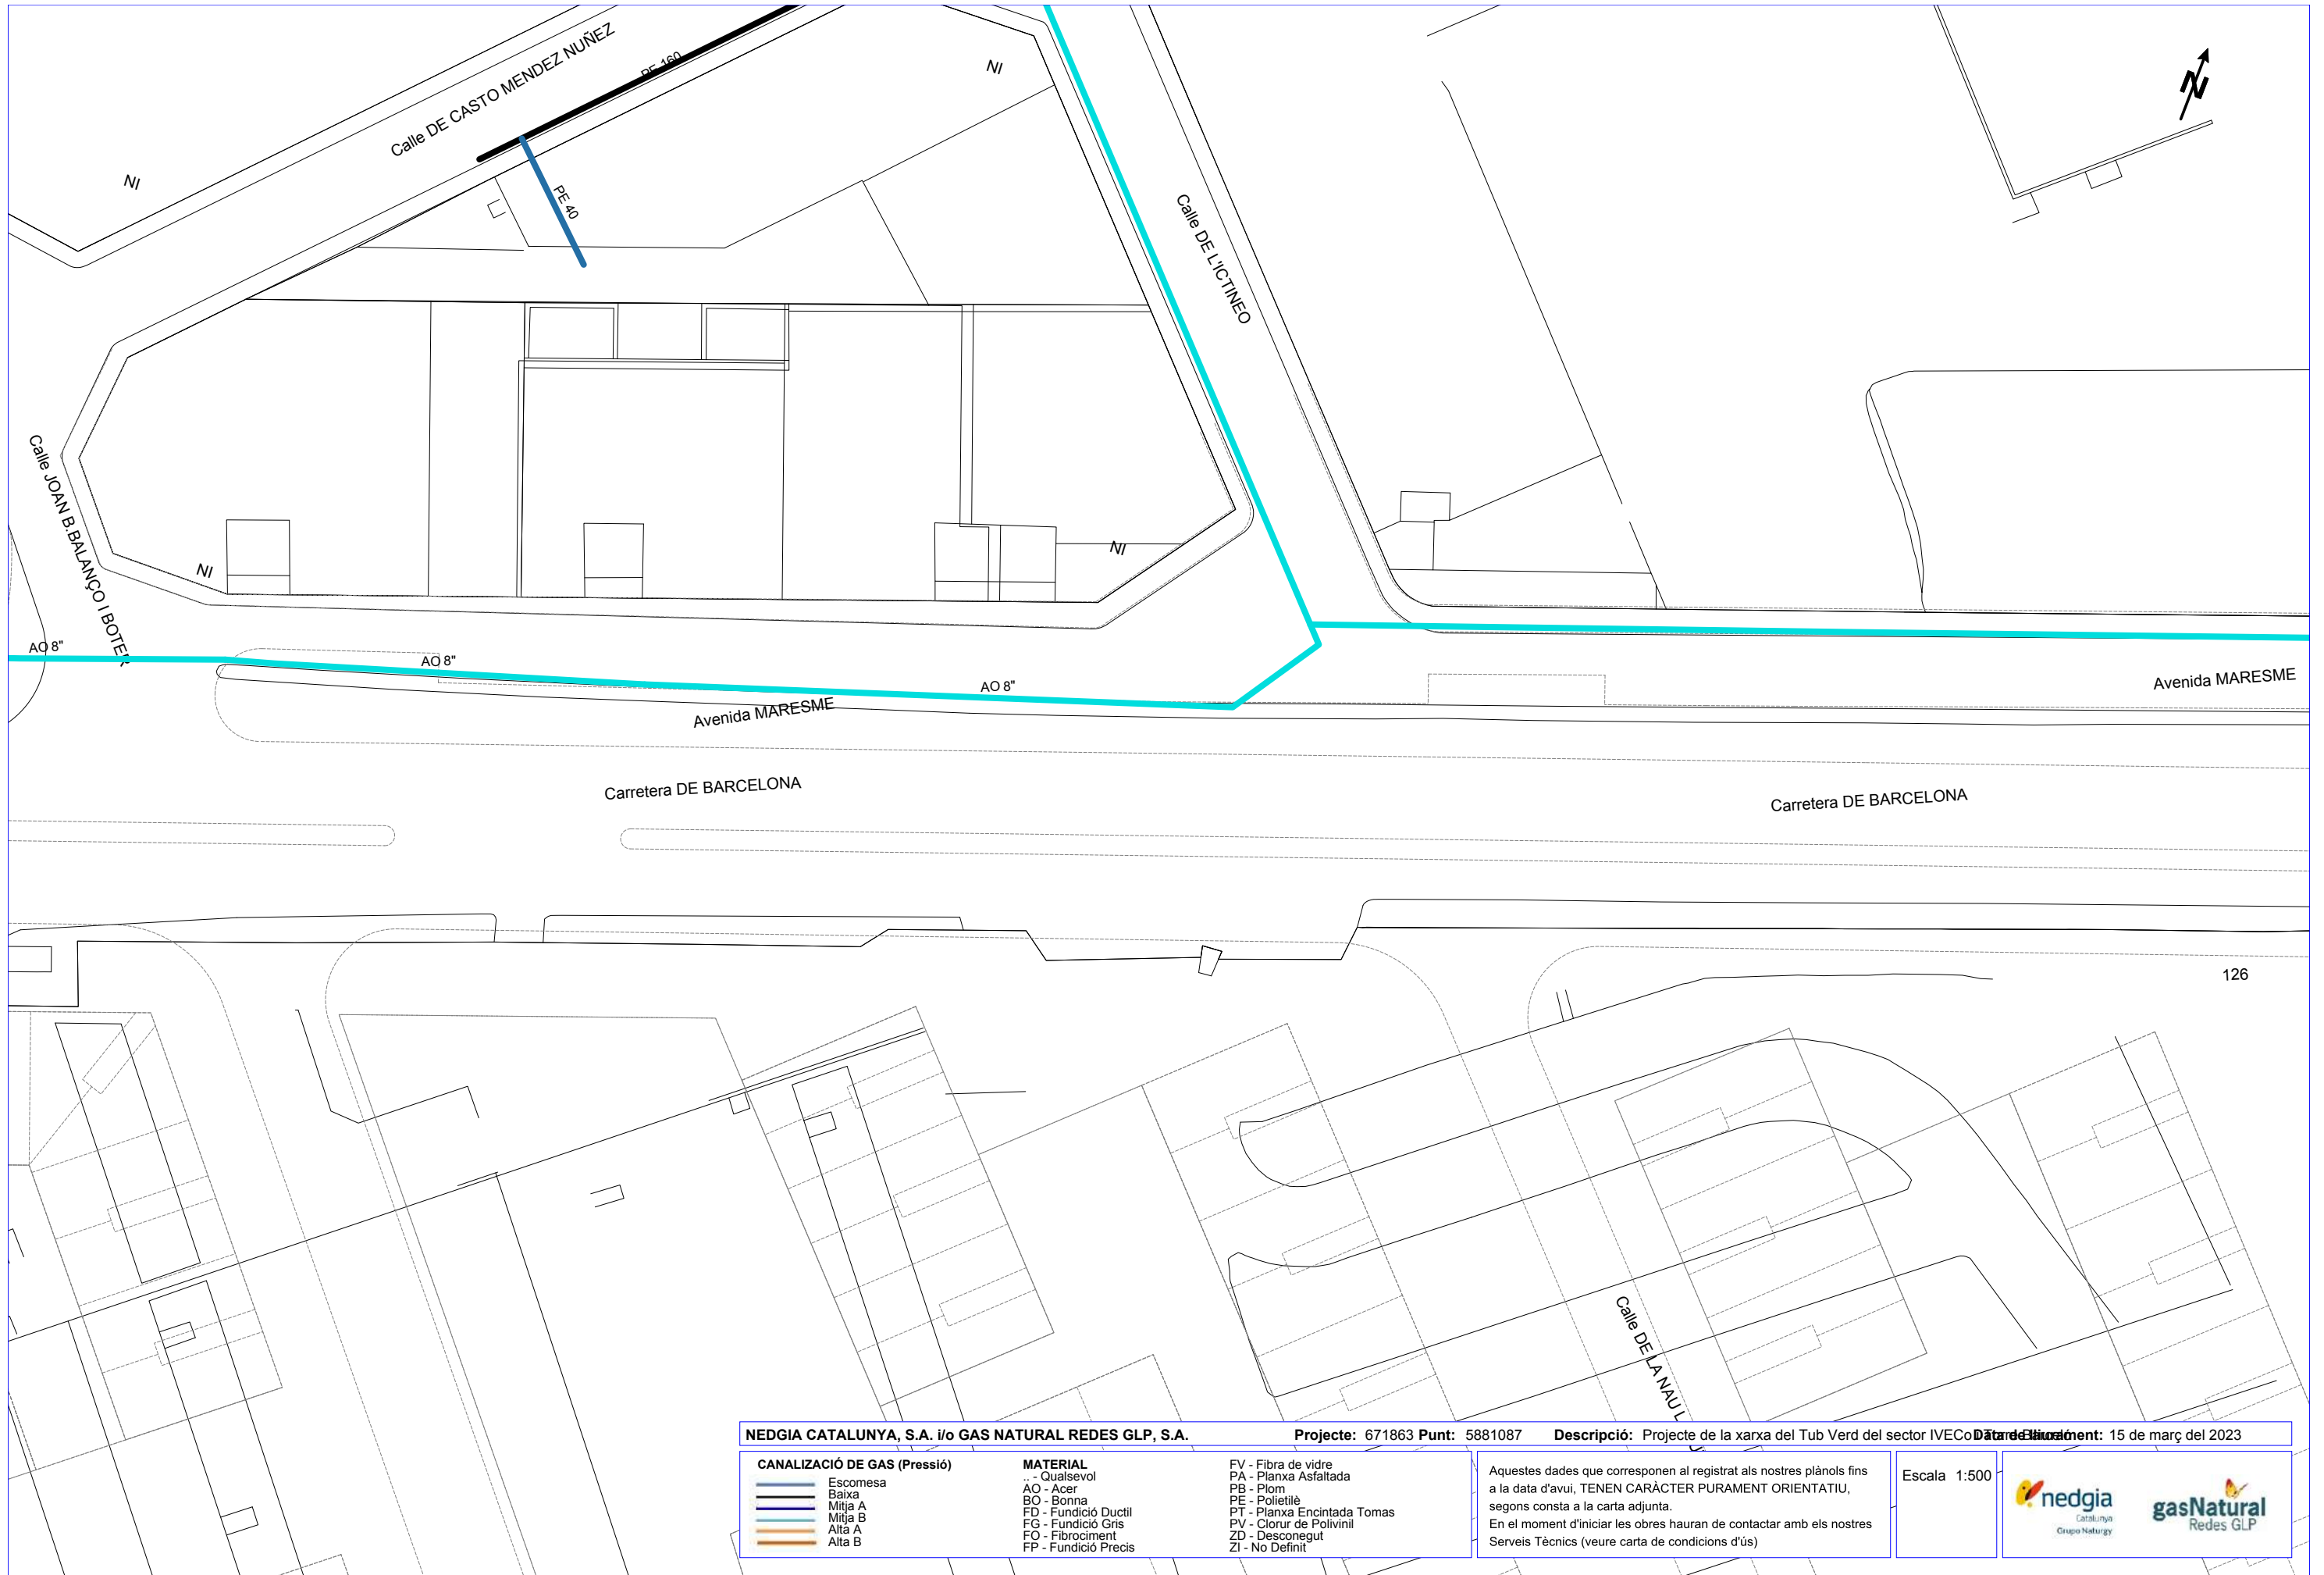 Calle DE CASTO MENDEZ NUÑEZ
PE 160
NI
N
NI
PE 40
Calle DE L'ICTINEO
Calle JOAN B.BALANÇO I BOTER
NI
NI
AO 8"
AO 8"
AO 8"
Avenida MARESME
Avenida MARESME
Carretera DE BARCELONA
Carretera DE BARCELONA
126
Calle DE LA NAU L
NEDGIA CATALUNYA, S.A. i/o GAS NATURAL REDES GLP, S.A. Projecte: 671863 Punt: 5881087 Descripció: Projecte de la xarxa del Tub Verd del sector IVECo Data de lliurament: 15 de març del 2023
CANALIZACIÓ DE GAS (Pressió)
Escomesa
Baixa
Mitja A
Mitja B
Alta A
Alta B
MATERIAL
.. - Qualsevol
AO - Acer
BO - Bonna
FD - Fundició Ductil
FG - Fundició Gris
FO - Fibrociment
FP - Fundició Precis
FV - Fibra de vidre
PA - Planxa Asfaltada
PB - Plom
PE - Polietilè
PT - Planxa Encintada Tomas
PV - Clorur de Polivinil
ZD - Desconegut
ZI - No Definit
Aquestes dades que corresponen al registrat als nostres plànols fins
a la data d'avui, TENEN CARÀCTER PURAMENT ORIENTATIU,
segons consta a la carta adjunta.
En el moment d'iniciar les obres hauran de contactar amb els nostres
Serveis Tècnics (veure carta de condicions d'ús)
Escala 1:500
nedgia
Catalunya
Grupo Naturgy
gasNatural
Redes GLP